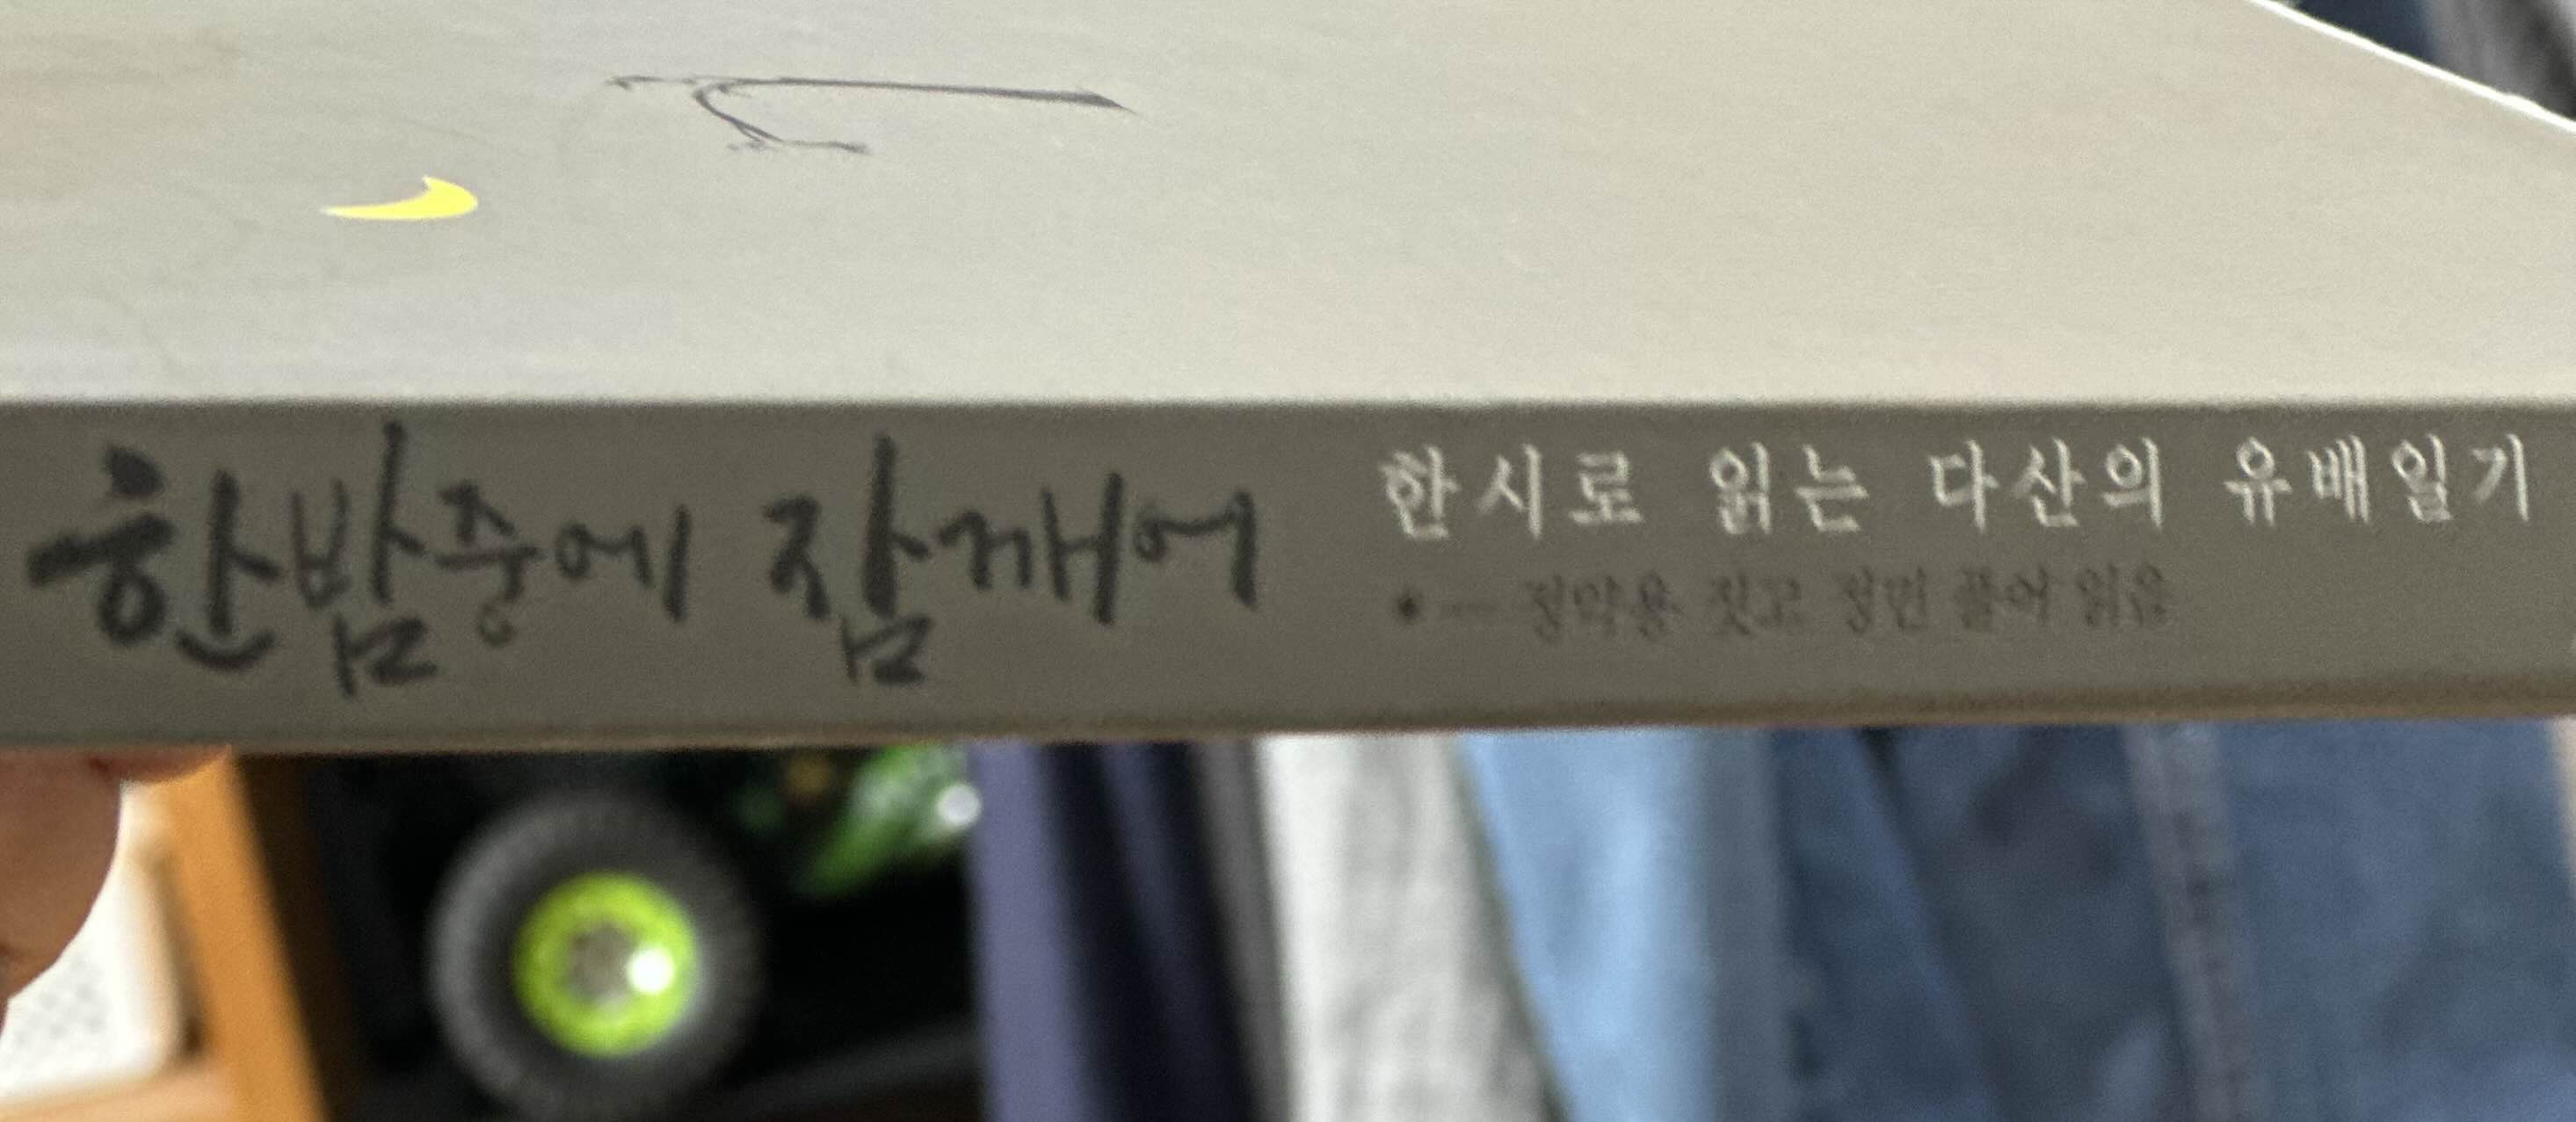 한밤중에 잠깨어
한시로 읽는 다산의 유배일기
정약용 짓고 정민 풀어 읽음